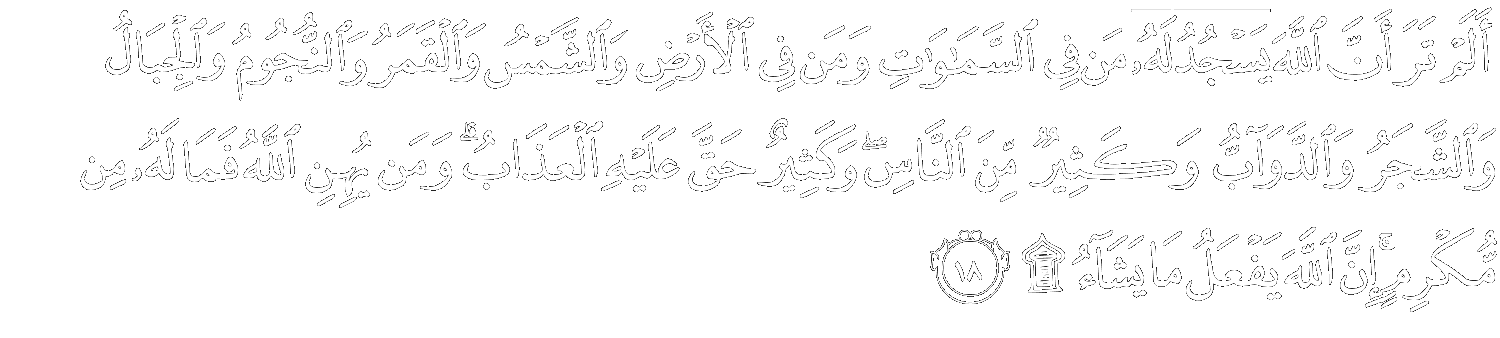 أَلَمْ تَرَ أَنَّ ٱللَّهَ يَسْجُدُ لَهُۥ مَن فِى ٱلسَّمَٰوَٰتِ وَمَن فِى ٱلْأَرْضِ وَٱلشَّمْسُ وَٱلْقَمَرُ وَٱلنُّجُومُ وَٱلْجِبَالُ
وَٱلشَّجَرُ وَٱلدَّوَآبُّ وَكَثِيرٌ مِّنَ ٱلنَّاسِ ۖ وَكَثِيرٌ حَقَّ عَلَيْهِ ٱلْعَذَابُ ۗ وَمَن يُهِنِ ٱللَّهُ فَمَا لَهُۥ مِن
مُّكْرِمٍ ۚ إِنَّ ٱللَّهَ يَفْعَلُ مَا يَشَآءُ ۩ ١٨